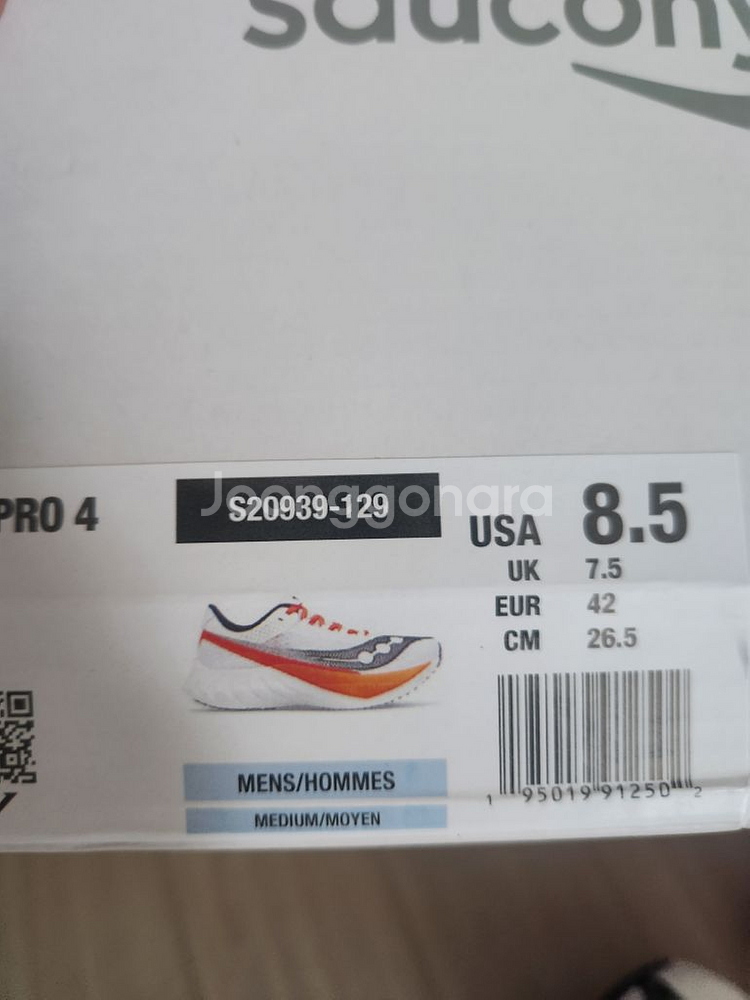 saucony
PRO 4
S20939-129
Joonggonara
USA 8.5
UK 7.5
EUR 42
CM 26.5
MENS/HOMMES
MEDIUM/MOYEN
1 95019 91250 2